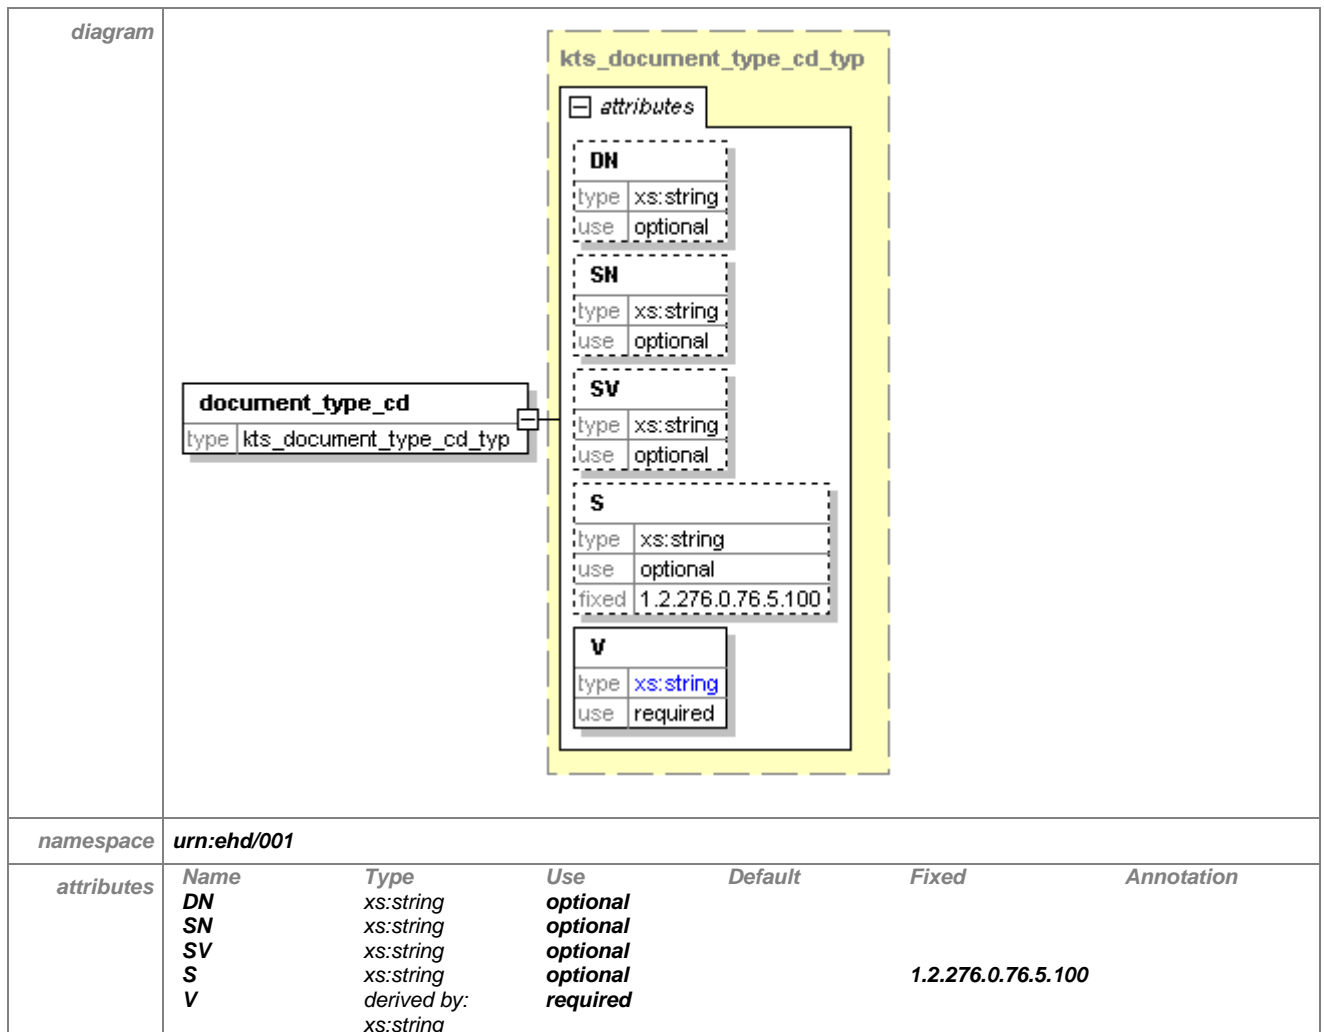 diagram
kts_document_type_cd_typ
attributes
DN
type xs:string
use optional
SN
type xs:string
use optional
SV
type xs:string
use optional
document_type_cd
type kts_document_type_cd_typ
S
type xs:string
use optional
fixed 1.2.276.0.76.5.100
V
type xs:string
use required
namespace urn:ehd/001
attributes Name Type Use Default Fixed Annotation
DN xs:string optional
SN xs:string optional
SV xs:string optional
S xs:string optional 1.2.276.0.76.5.100
V derived by: required
xs:string